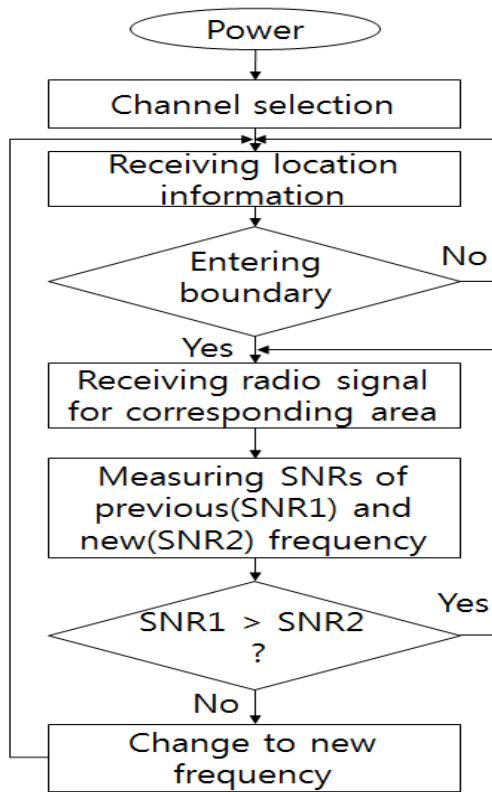 Power
Channel selection
Receiving location
information
Entering
boundary
No
Yes
Receiving radio signal
for corresponding area
Measuring SNRs of
previous(SNR1) and
new(SNR2) frequency
SNR1 > SNR2
?
Yes
No
Change to new
frequency